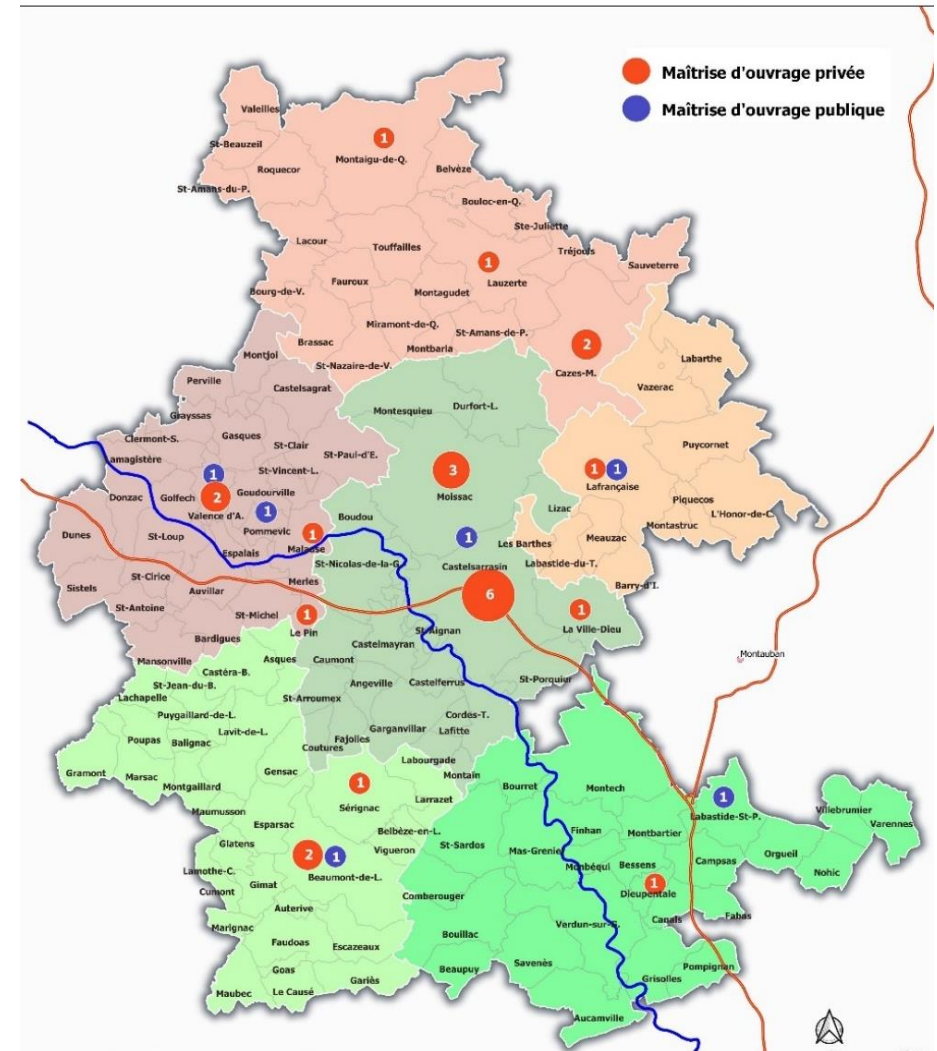 Maîtrise d'ouvrage privée
Maîtrise d'ouvrage publique
Valeilles
St-Beauzeil
1
Montaigu-de-Q.
Roquecor
Belvèze
St-Amans-du-P.
Bouloc-en-Q.
Ste-Juliette
Lacour
Touffailles
Tréjouls
1
Sauveterre
Fauroux
Lauzerte
Bourg-de-V.
Montagudet
Miramont-de-Q.
St-Amans-de-P.
Brassac
Montbarla
2
Montjoi
St-Nazaire-de-V.
Cazes-M.
Labarthe
Perville
Castelsagrat
Vazerac
Grayssas
Montesquieu
Durfort-L.
Clermont-S.
Gasques
St-Clair
Puycornet
Lamagistère
St-Paul-d'E.
1
St-Vincent-L.
3
1
1
Donzac
Golfech
2
Goudourville
Moissac
Lafrançaise
Valence d'A.
1
Piquecos
L'Honor-de-C.
Lizac
Boudou
Montastruc
Dunes
St-Loup
Pommevic
1
Malause
1
Les Barthes
Meauzac
Espalais
St-Nicolas-de-la-G.
Castelsarrasin
Labastide-du-T.
St-Cirice
Merles
Barry-d'I.
Sistels
Auvillar
6
St-Antoine
St-Michel
1
1
Le Pin
La Ville-Dieu
Bardigues
St-Aignan
Mansonville
Castelmayran
Montauban
Asques
Caumont
Castéra-B.
St-Porquier
St-Jean-du-B.
Angeville
Castelferrus
Lachapelle
St-Arroumex
Puygaillard-de-L.
Cordes-T.
Lavit-de-L.
Garganvillar
Lafitte
Poupas
Balignac
Fajolles
Coutures
Labourgade
Gramont
Marsac
Gensac
Montaïn
Montgaillard
1
Bourret
Montech
1
Maumusson
Sérignac
Larrazet
Labastide-St-P.
Villebrumier
Esparsac
Belbèze-en-L.
Finhan
Montbartier
Varennes
Glatens
Vigueron
St-Sardos
Mas-Grenier
2
1
Monbéqui
Bessens
Campsas
Orgueil
Lamothe-C.
Gimat
Beaumont-de-L.
1
Nohic
Cumont
Comberouger
Dieupentale
Auterive
Marignac
Verdun-sur-G.
Canals
Fabas
Faudoas
Escazeaux
Bouillac
Goas
Beaupuy
Savenès
Pompignan
Maubec
Le Causé
Gariès
Grisolles
Aucamville